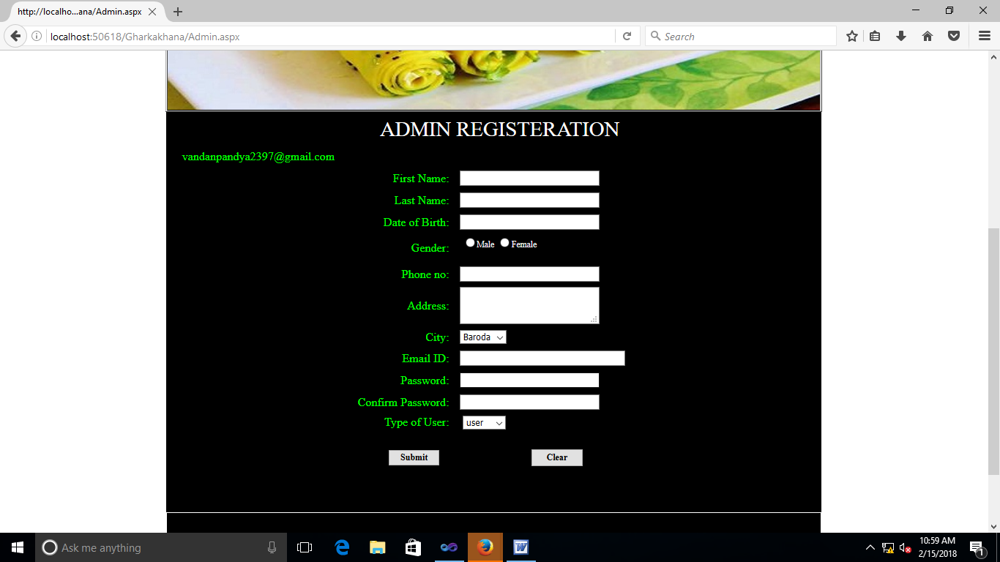 http://localho...ana/Admin.aspx
localhost:50618/Gharkakhana/Admin.aspx
Search
ADMIN REGISTERATION
vandanpandya2397@gmail.com
First Name:
Last Name:
Date of Birth:
Gender: Male Female
Phone no:
Address:
City: Baroda
Email ID:
Password:
Confirm Password:
Type of User: user
Submit Clear
Ask me anything
10:59 AM
2/15/2018
1